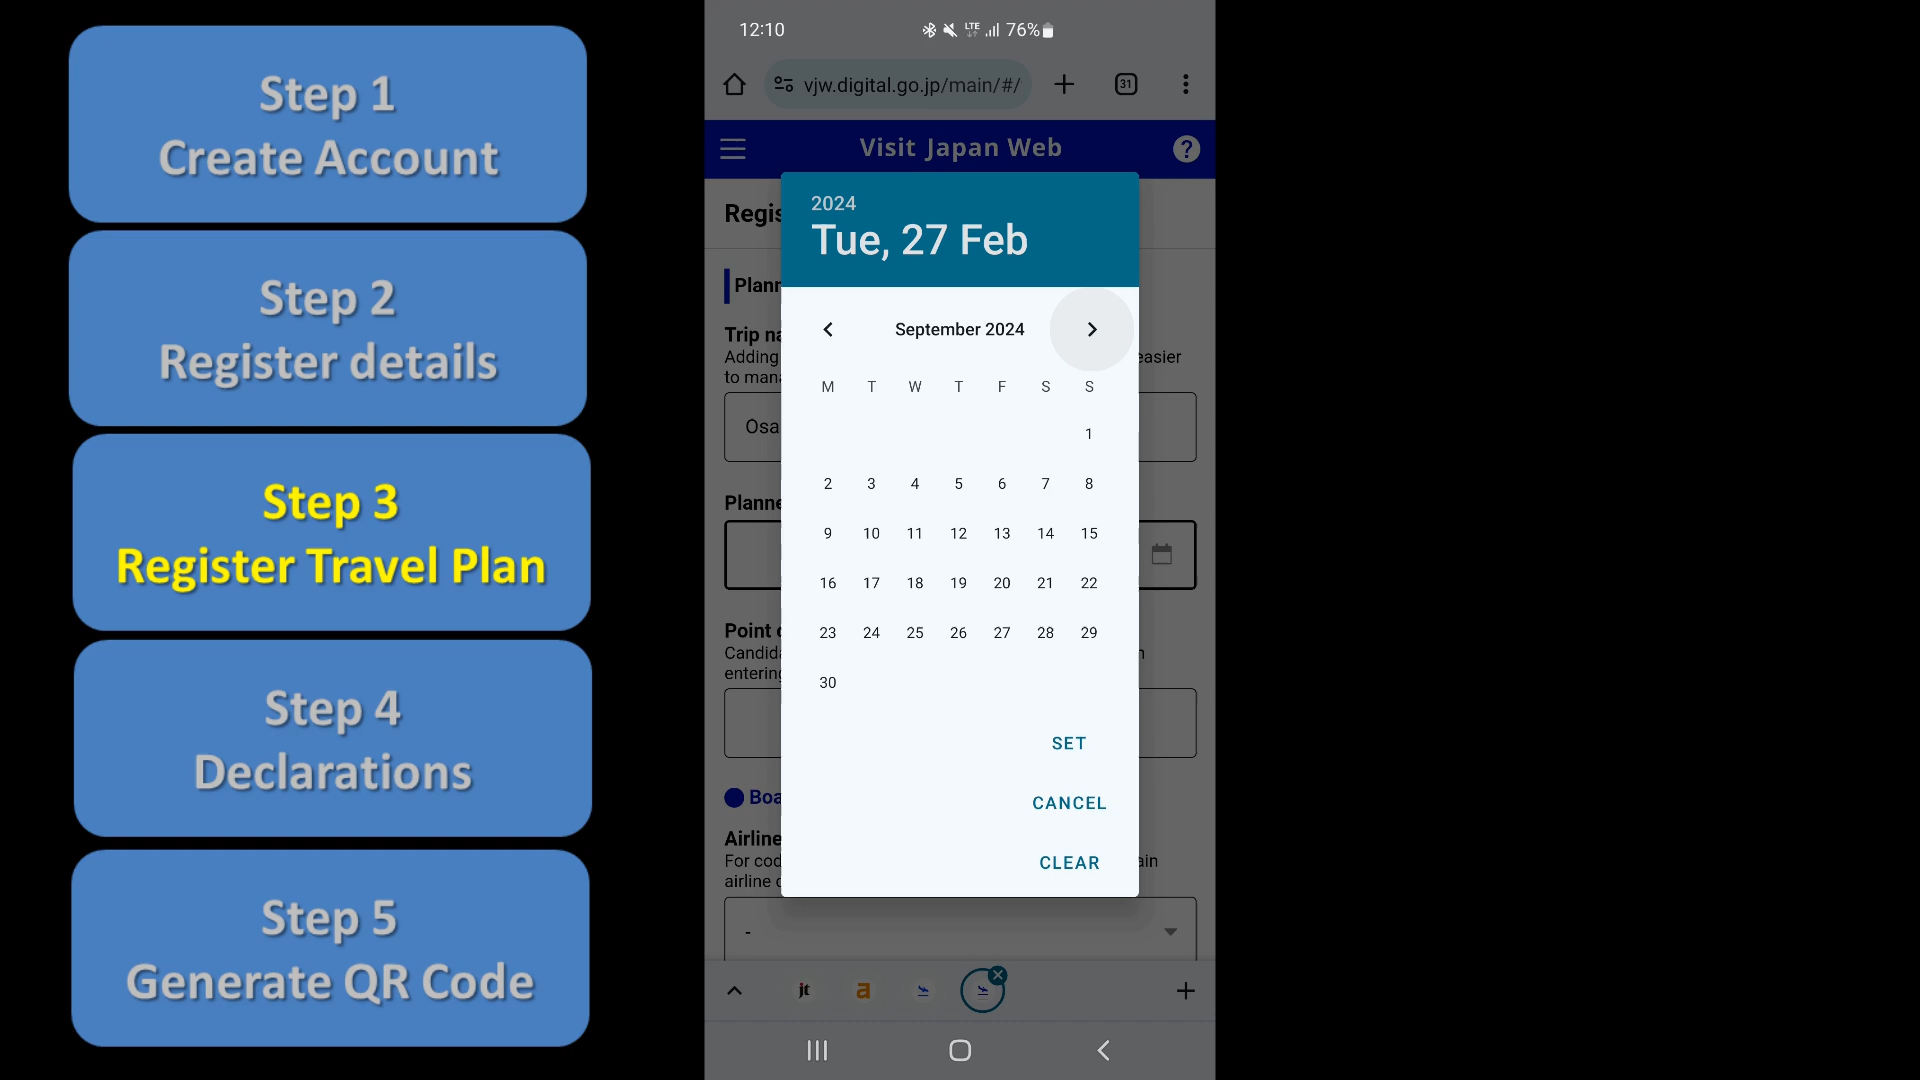 Step 1
Create Account
Step 2
Register details
Step 3
Register Travel Plan
Step 4
Declarations
Step 5
Generate QR Code
12:10
LTE
76%
vjw.digital.go.jp/main/#/
31
Visit Japan Web
?
Regis
2024
Tue, 27 Feb
Plann
September 2024
Trip na
Adding
easier
to mana
M T W T F S S
Osa
1
2 3 4 5 6 7 8
Planne
9 10 11 12 13 14 15
16 17 18 19 20 21 22
Point o
23 24 25 26 27 28 29
Candida
n
entering
30
SET
Boa
CANCEL
Airline
For cod
ain
airline c
CLEAR
-
jt
a